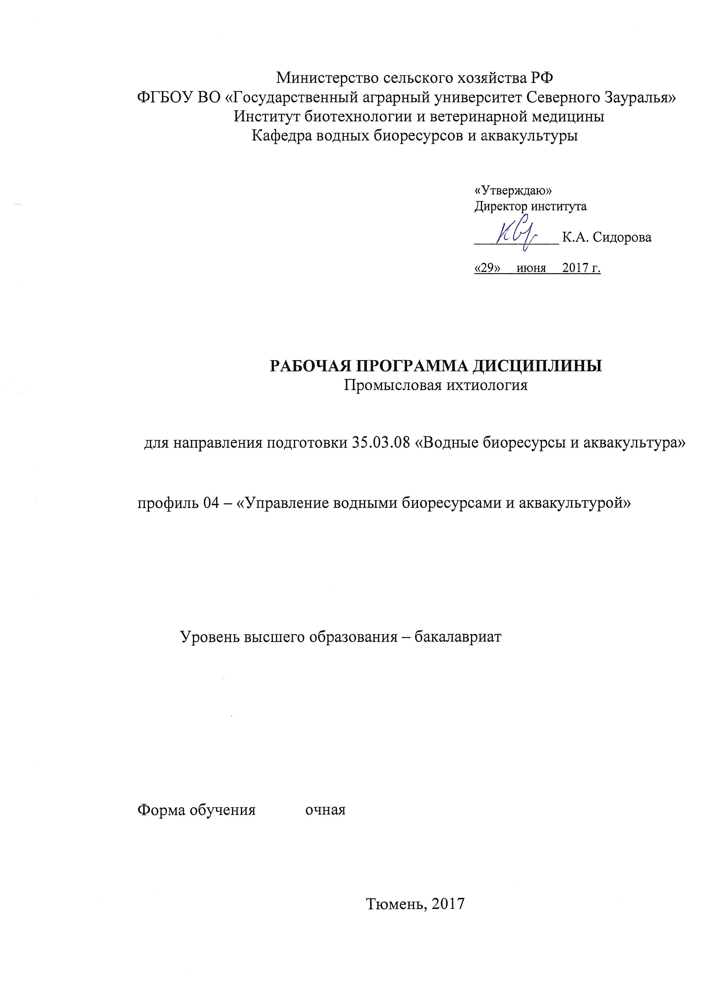 Министерство сельского хозяйства РФ
ФГБОУ ВО «Государственный аграрный университет Северного Зауралья»
Институт биотехнологии и ветеринарной медицины
Кафедра водных биоресурсов и аквакультуры
«Утверждаю»
Директор института
К.А. Сидорова
«29» июня 2017 г.
РАБОЧАЯ ПРОГРАММА ДИСЦИПЛИНЫ
Промысловая ихтиология
для направления подготовки 35.03.08 «Водные биоресурсы и аквакультура»
профиль 04 – «Управление водными биоресурсами и аквакультурой»
Уровень высшего образования – бакалавриат
Форма обучения очная
Тюмень, 2017